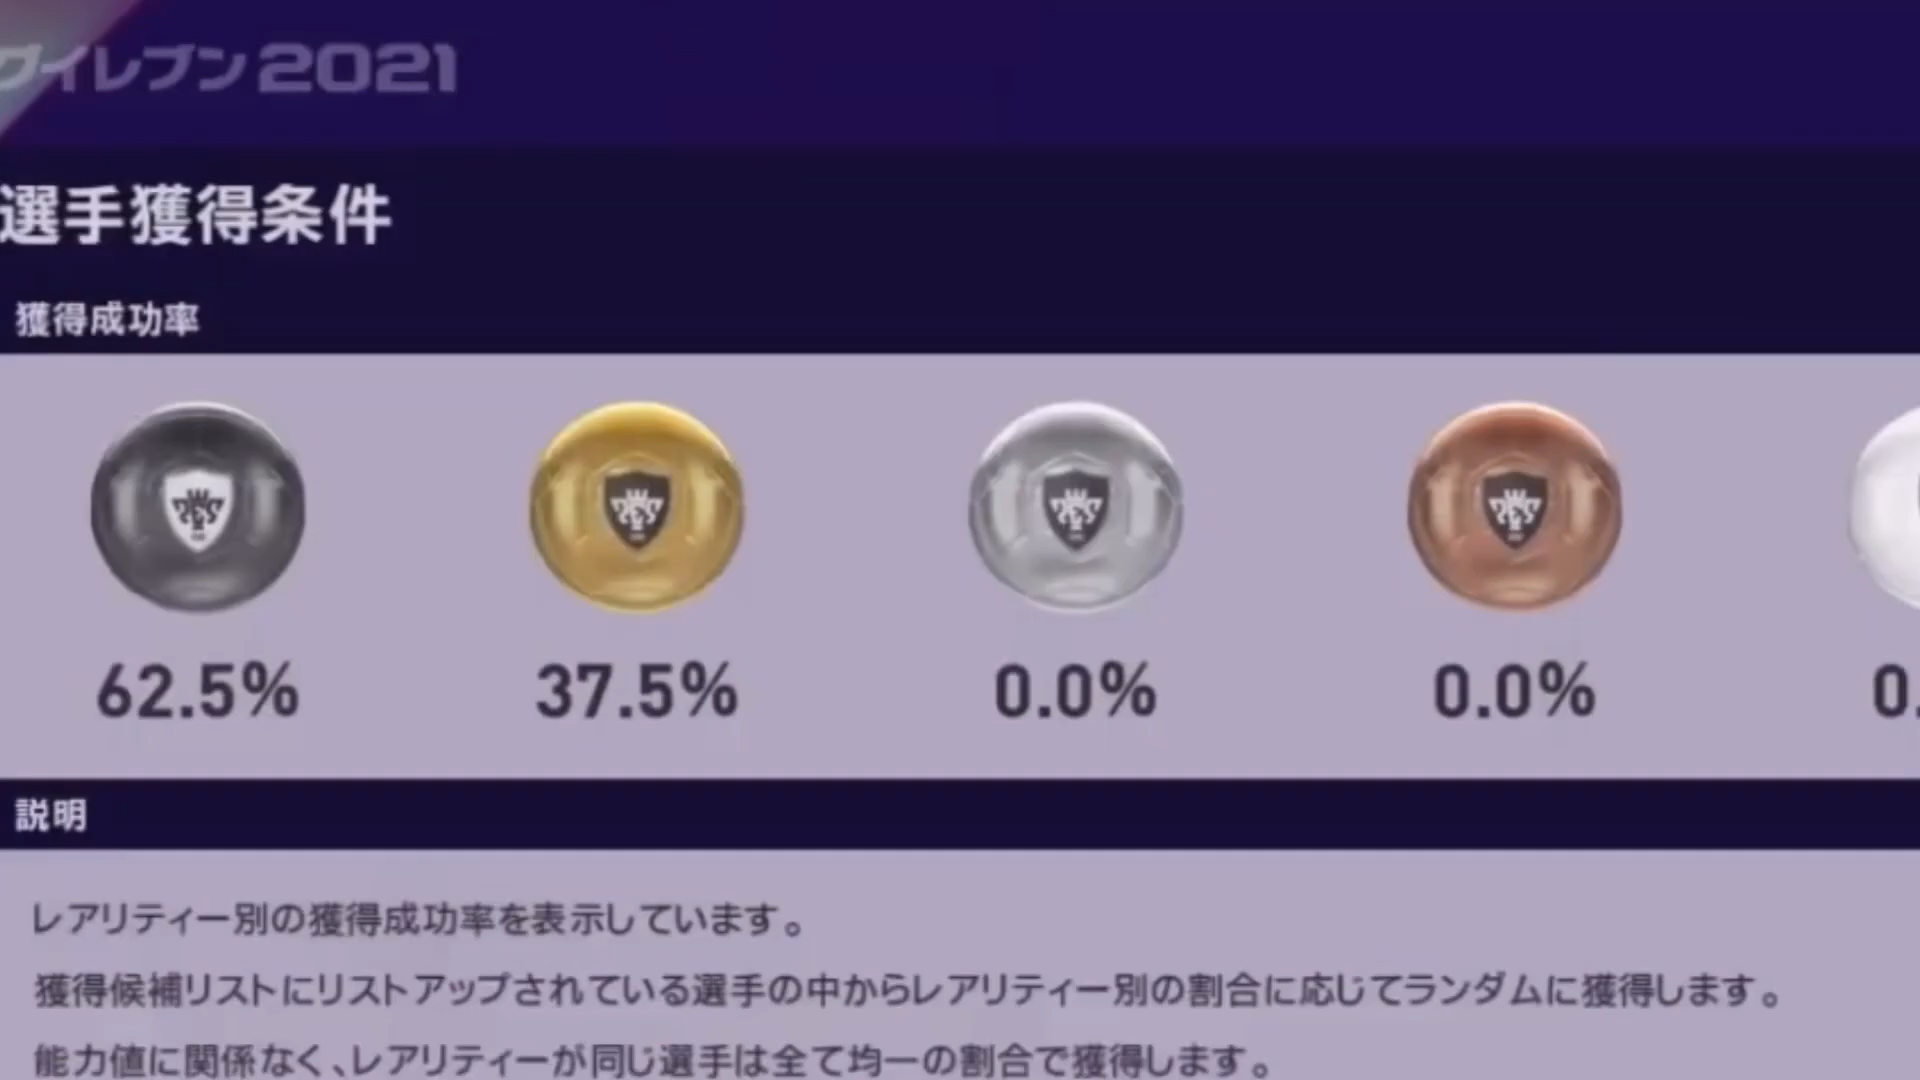 イレブン2021
選手獲得条件
獲得成功率
62.5% 37.5% 0.0% 0.0% 0.
説明
レアリティー別の獲得成功率を表示しています。
獲得候補リストにリストアップされている選手の中からレアリティー別の割合に応じてランダムに獲得します。
能力値に関係なく、レアリティーが同じ選手は全て均一の割合で獲得します。